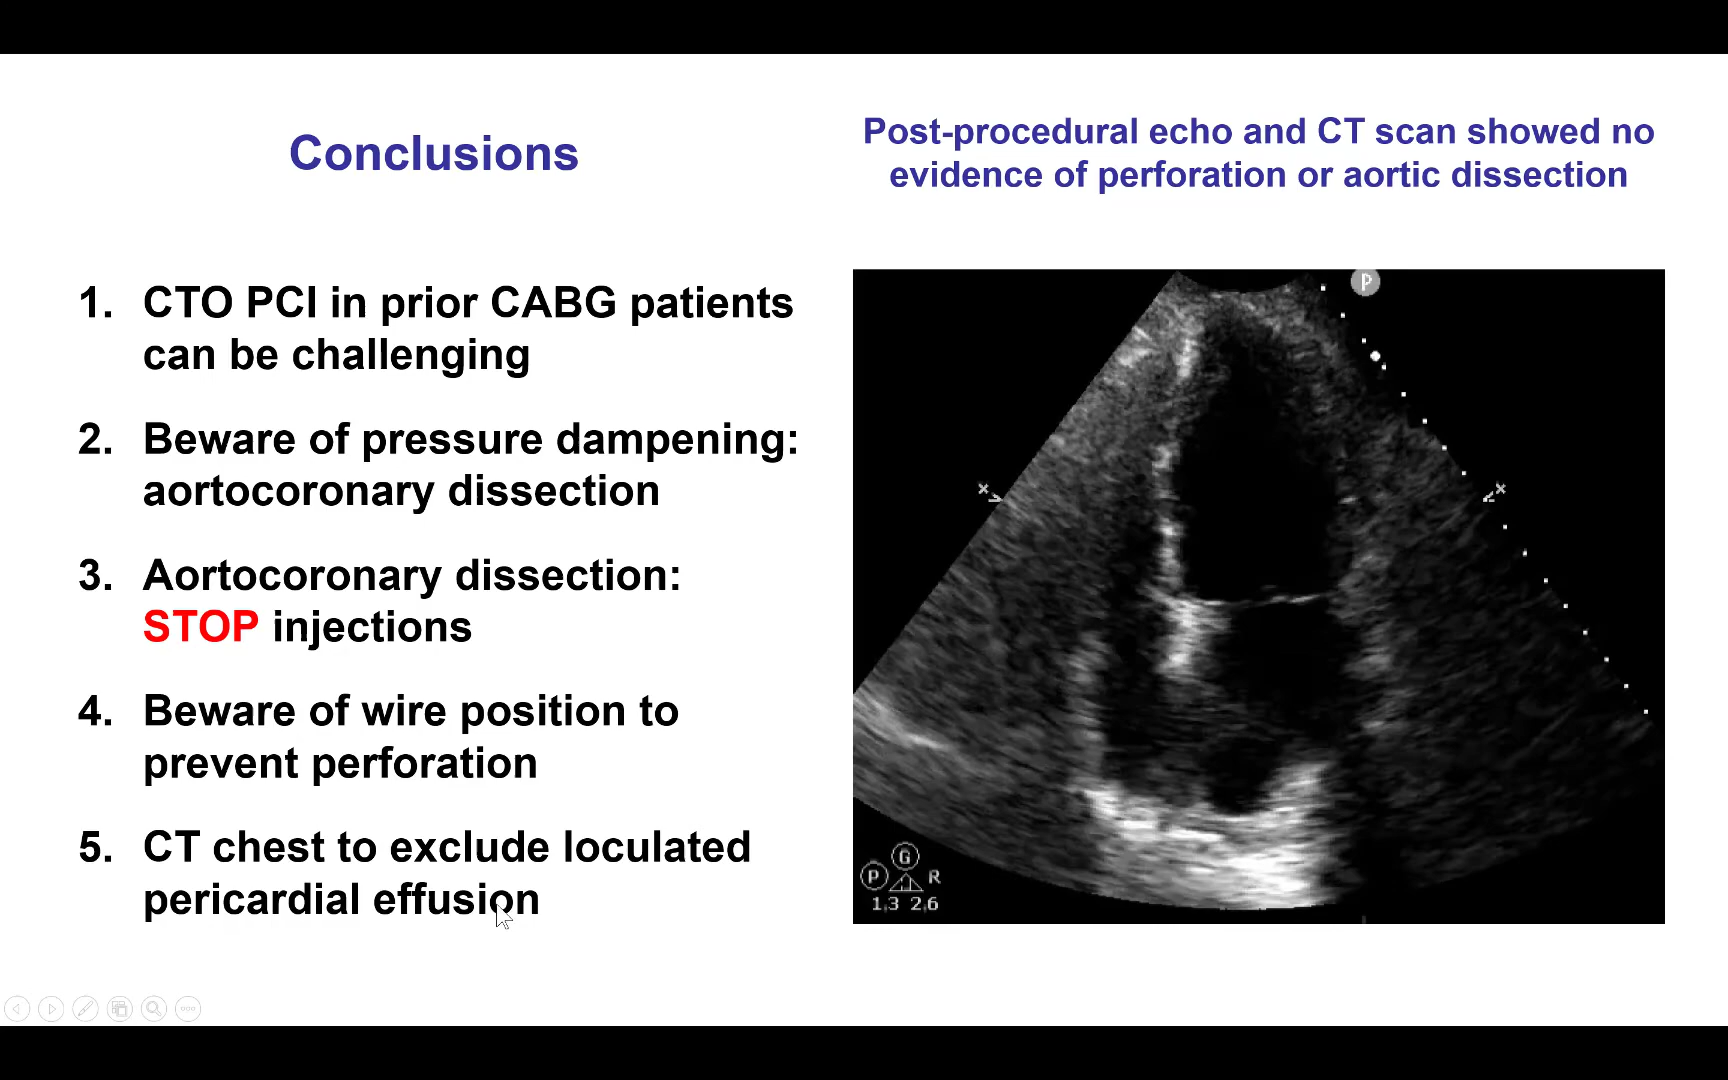 Conclusions
1. CTO PCI in prior CABG patients
can be challenging
2. Beware of pressure dampening:
aortocoronary dissection
3. Aortocoronary dissection:
STOP injections
4. Beware of wire position to
prevent perforation
5. CT chest to exclude loculated
pericardial effusion
Post-procedural echo and CT scan showed no
evidence of perforation or aortic dissection
P
x
x
G
P R
1.3 2.6